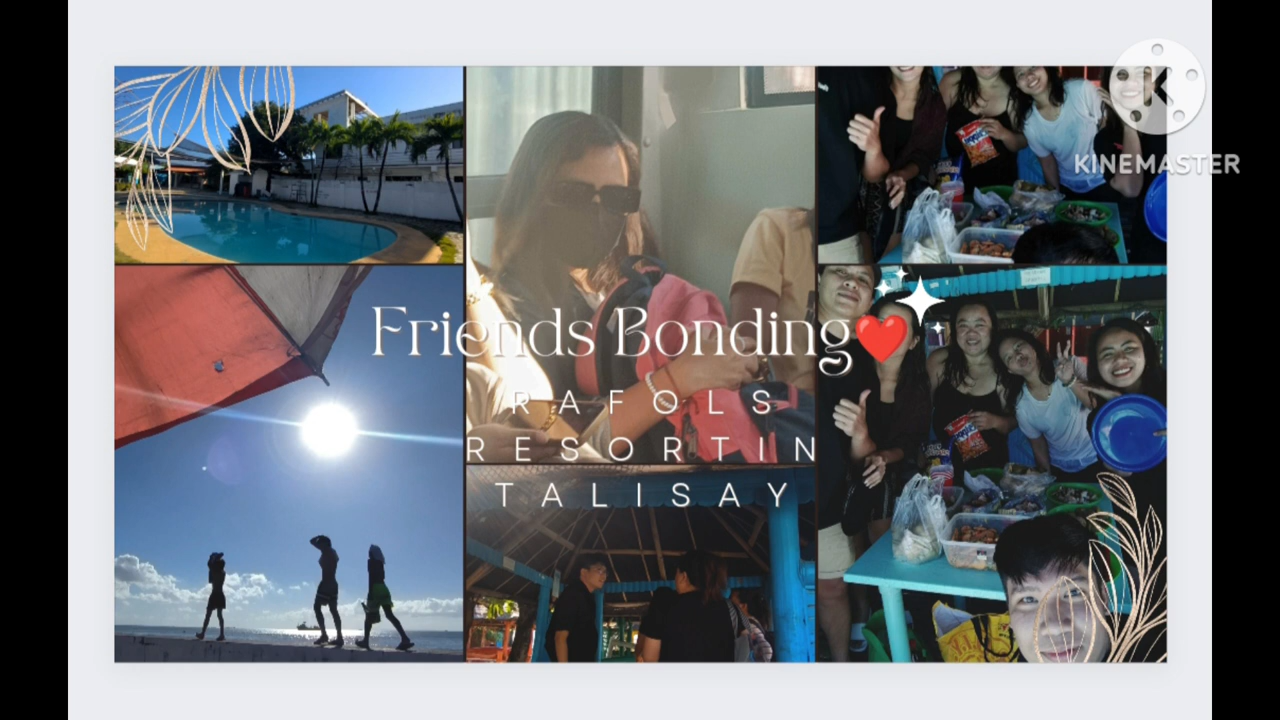 KINEMASTER
Friends Bonding❤️
RAFOLS
RESORTIN
TALISAY